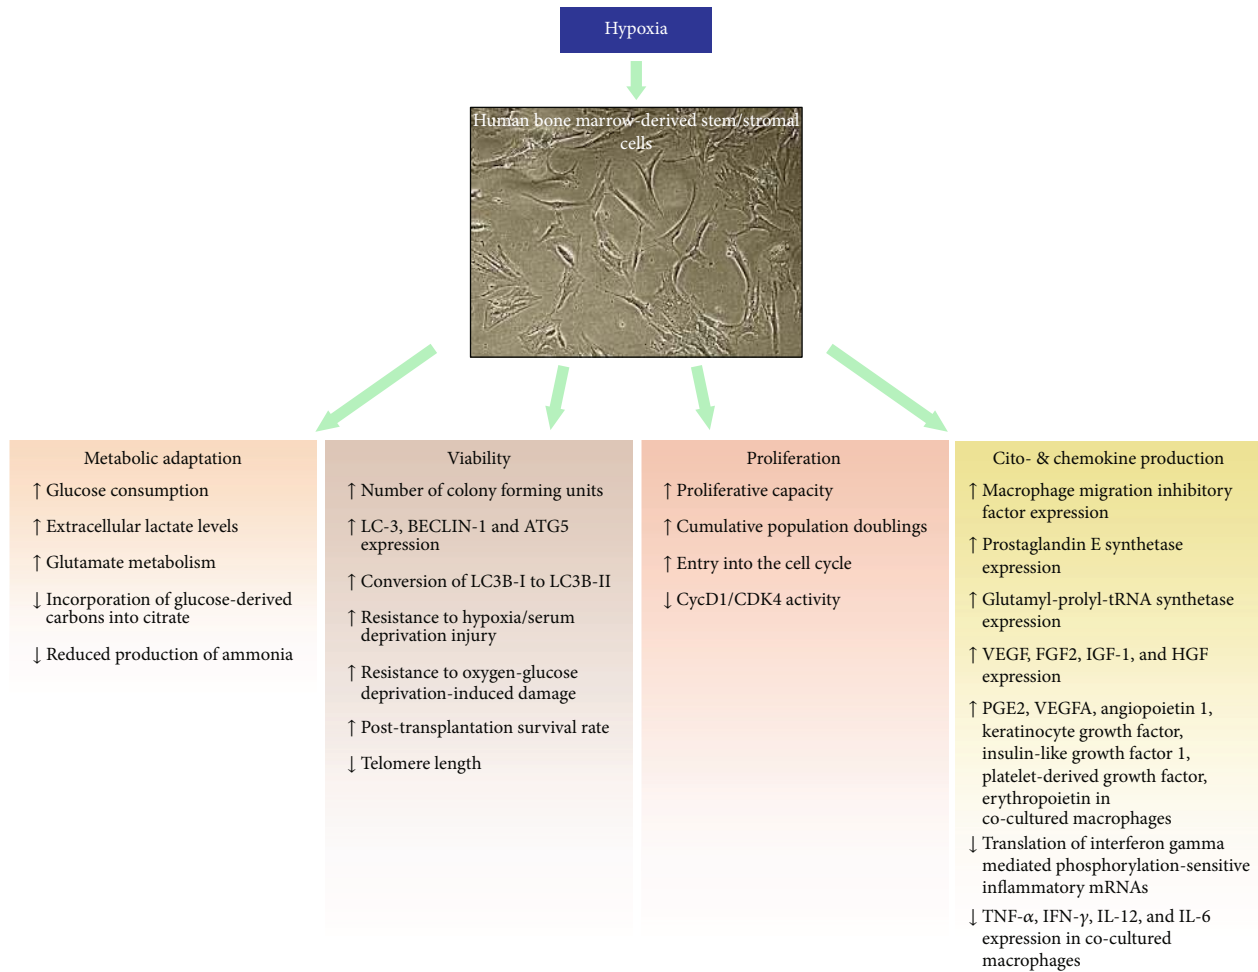 Hypoxia
Human bone marrow-derived stem/stromal
cells
Metabolic adaptation
↑ Glucose consumption
↑ Extracellular lactate levels
↑ Glutamate metabolism
↓ Incorporation of glucose-derived
carbons into citrate
↓ Reduced production of ammonia
Viability
↑ Number of colony forming units
↑ LC-3, BECLIN-1 and ATG5
expression
↑ Conversion of LC3B-I to LC3B-II
↑ Resistance to hypoxia/serum
deprivation injury
↑ Resistance to oxygen-glucose
deprivation-induced damage
↑ Post-transplantation survival rate
↓ Telomere length
Proliferation
↑ Proliferative capacity
↑ Cumulative population doublings
↑ Entry into the cell cycle
↓ CycD1/CDK4 activity
Cito- & chemokine production
↑ Macrophage migration inhibitory
factor expression
↑ Prostaglandin E synthetase
expression
↑ Glutamyl-prolyl-tRNA synthetase
expression
↑ VEGF, FGF2, IGF-1, and HGF
expression
↑ PGE2, VEGFA, angiopoietin 1,
keratinocyte growth factor,
insulin-like growth factor 1,
platelet-derived growth factor,
erythropoietin in
co-cultured macrophages
↓ Translation of interferon gamma
mediated phosphorylation-sensitive
inflammatory mRNAs
↓ TNF-α, IFN-γ, IL-12, and IL-6
expression in co-cultured
macrophages